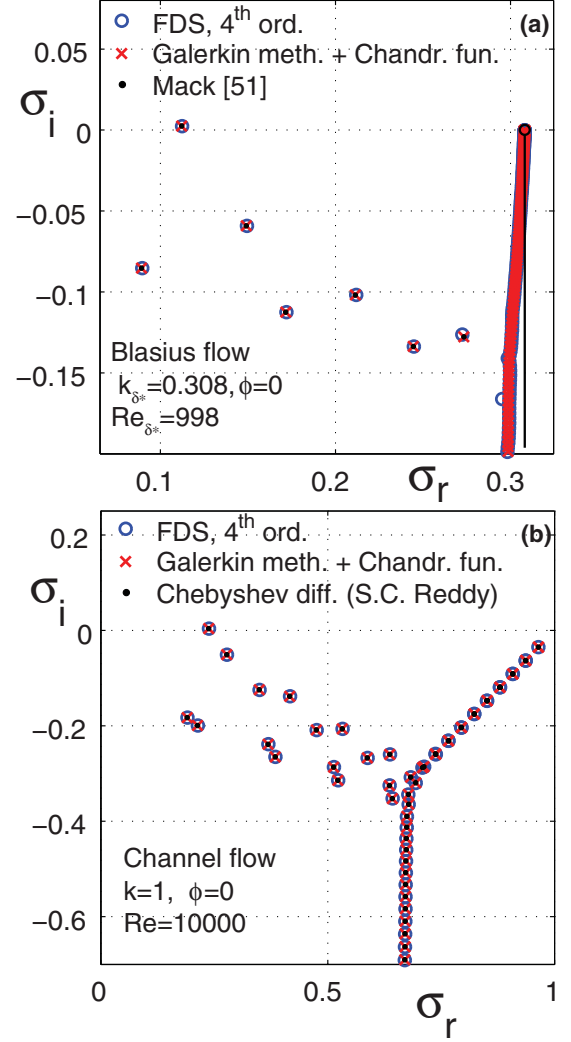 (a)
FDS, 4th ord.
Galerkin meth. + Chandr. fun.
Mack [51]
σi
0.05
0
−0.05
−0.1
−0.15
Blasius flow
kδ*=0.308, ϕ=0
Reδ*=998
0.1
0.2
0.3
σr
(b)
FDS, 4th ord.
Galerkin meth. + Chandr. fun.
Chebyshev diff. (S.C. Reddy)
σi
0.2
0
−0.2
−0.4
−0.6
Channel flow
k=1, ϕ=0
Re=10000
0
0.5
1
σr